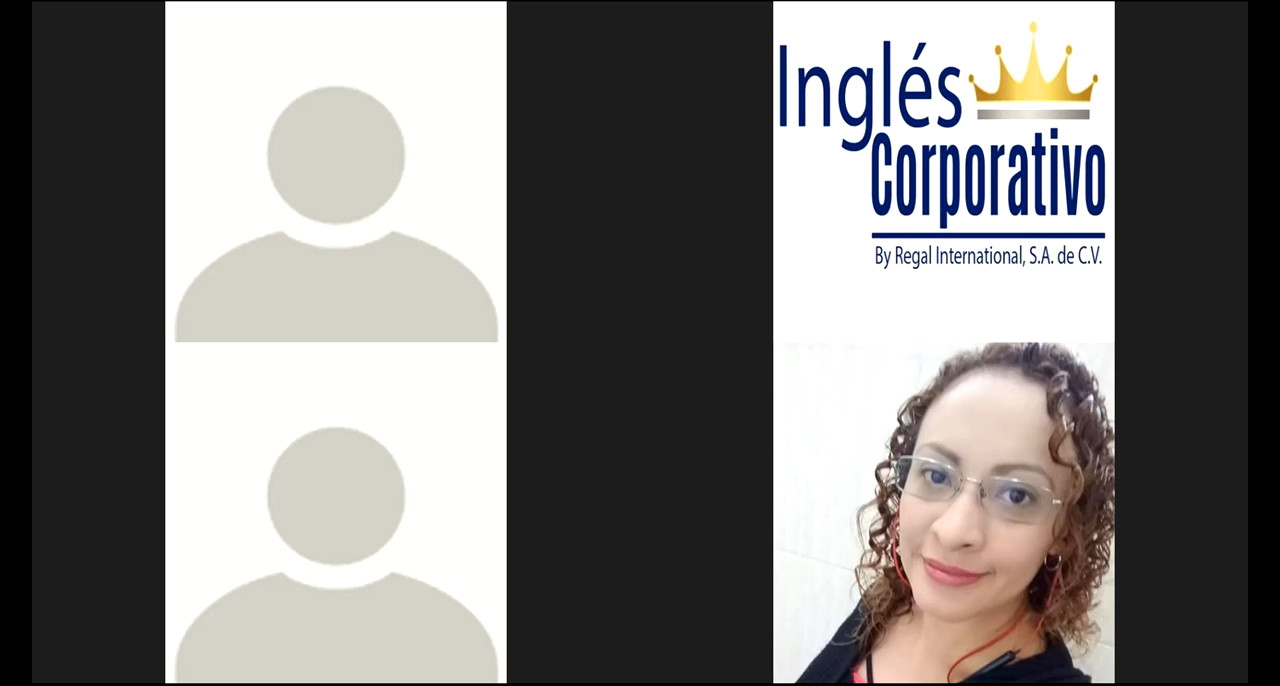 Inglés
Corporativo
By Regal International, S.A. de C.V.